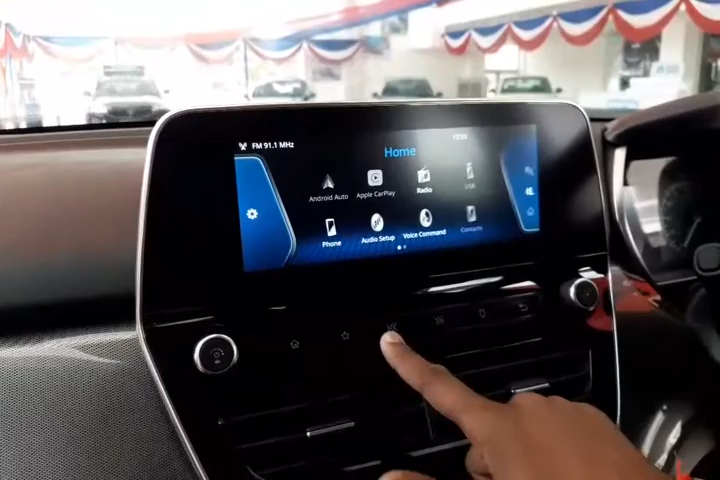 FM 91.1 MHz
Home
Android Auto
Apple CarPlay
Radio
USB
Phone
Audio Setup
Voice Command
Contacts